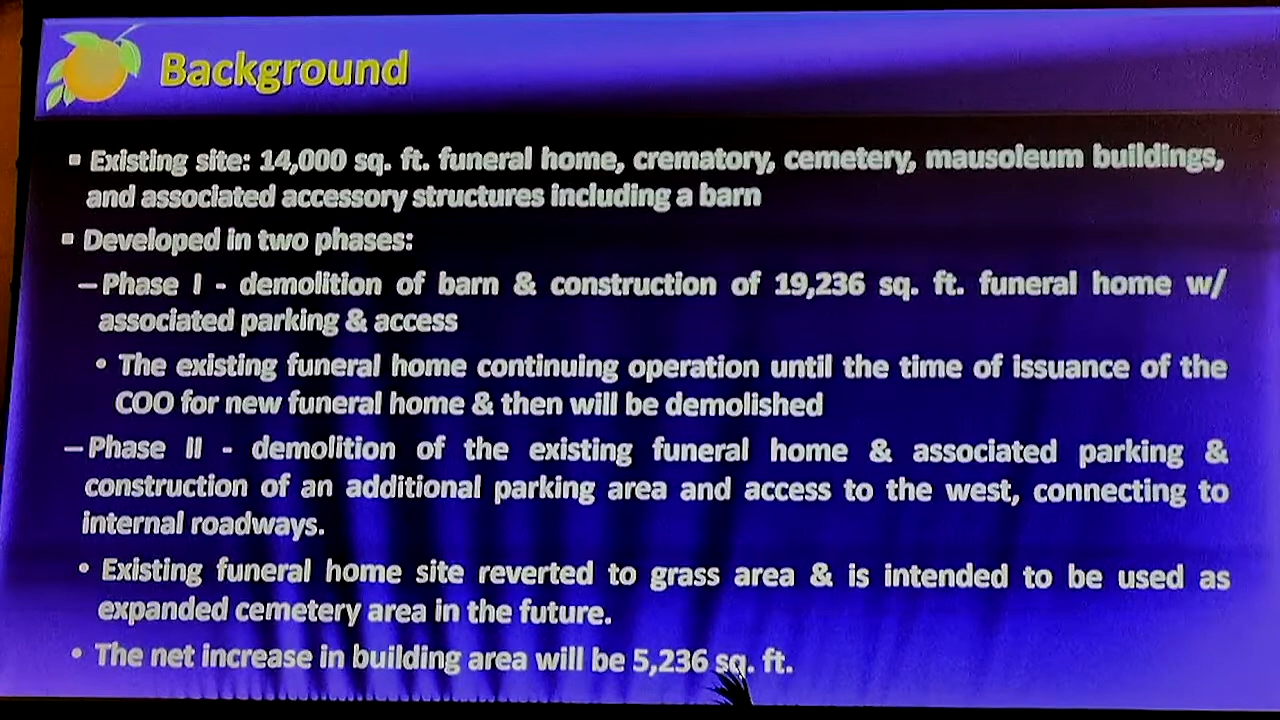 Background
▪ Existing site: 14,000 sq. ft. funeral home, crematory, cemetery, mausoleum buildings,
and associated accessory structures including a barn
▪ Developed in two phases:
–Phase I - demolition of barn & construction of 19,236 sq. ft. funeral home w/
associated parking & access
• The existing funeral home continuing operation until the time of issuance of the
COO for new funeral home & then will be demolished
–Phase II - demolition of the existing funeral home & associated parking &
construction of an additional parking area and access to the west, connecting to
internal roadways.
• Existing funeral home site reverted to grass area & is intended to be used as
expanded cemetery area in the future.
• The net increase in building area will be 5,236 sq. ft.